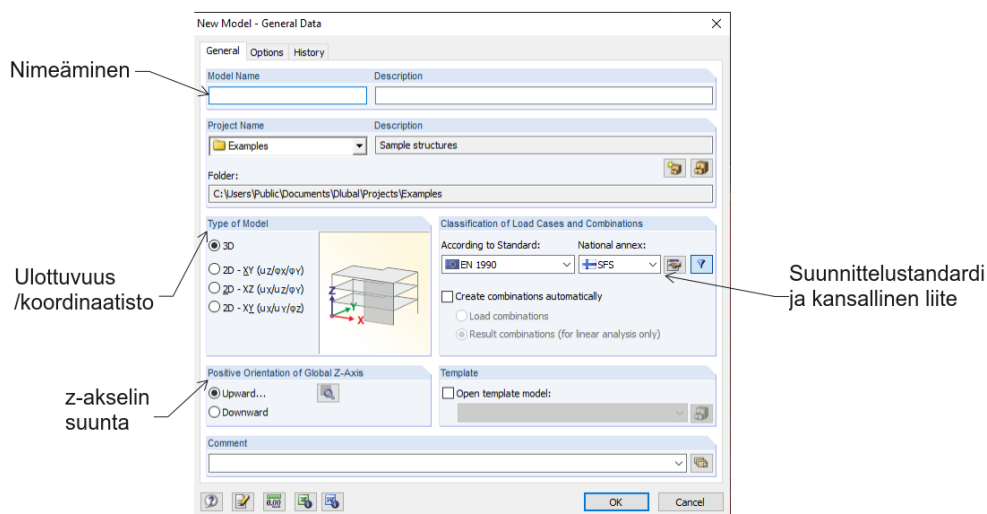 New Model - General Data
General Options History
Nimeäminen
Model Name Description
Project Name Description
Examples Sample structures
Folder:
C:\Users\Public\Documents\Dlubal\Projects\Examples
Type of Model
3D
2D - XY (uz/φx/φy)
2D - XZ (ux/uz/φy)
2D - XY (ux/uy/φz)
Z
Y
X
Ulottuvuus
/koordinaatisto
Classification of Load Cases and Combinations
According to Standard: National annex:
EN 1990 SFS
Create combinations automatically
Load combinations
Result combinations (for linear analysis only)
Suunnittelustandardi
ja kansallinen liite
Positive Orientation of Global Z-Axis
Upward...
Downward
z-akselin
suunta
Template
Open template model:
Comment
0,00
OK Cancel